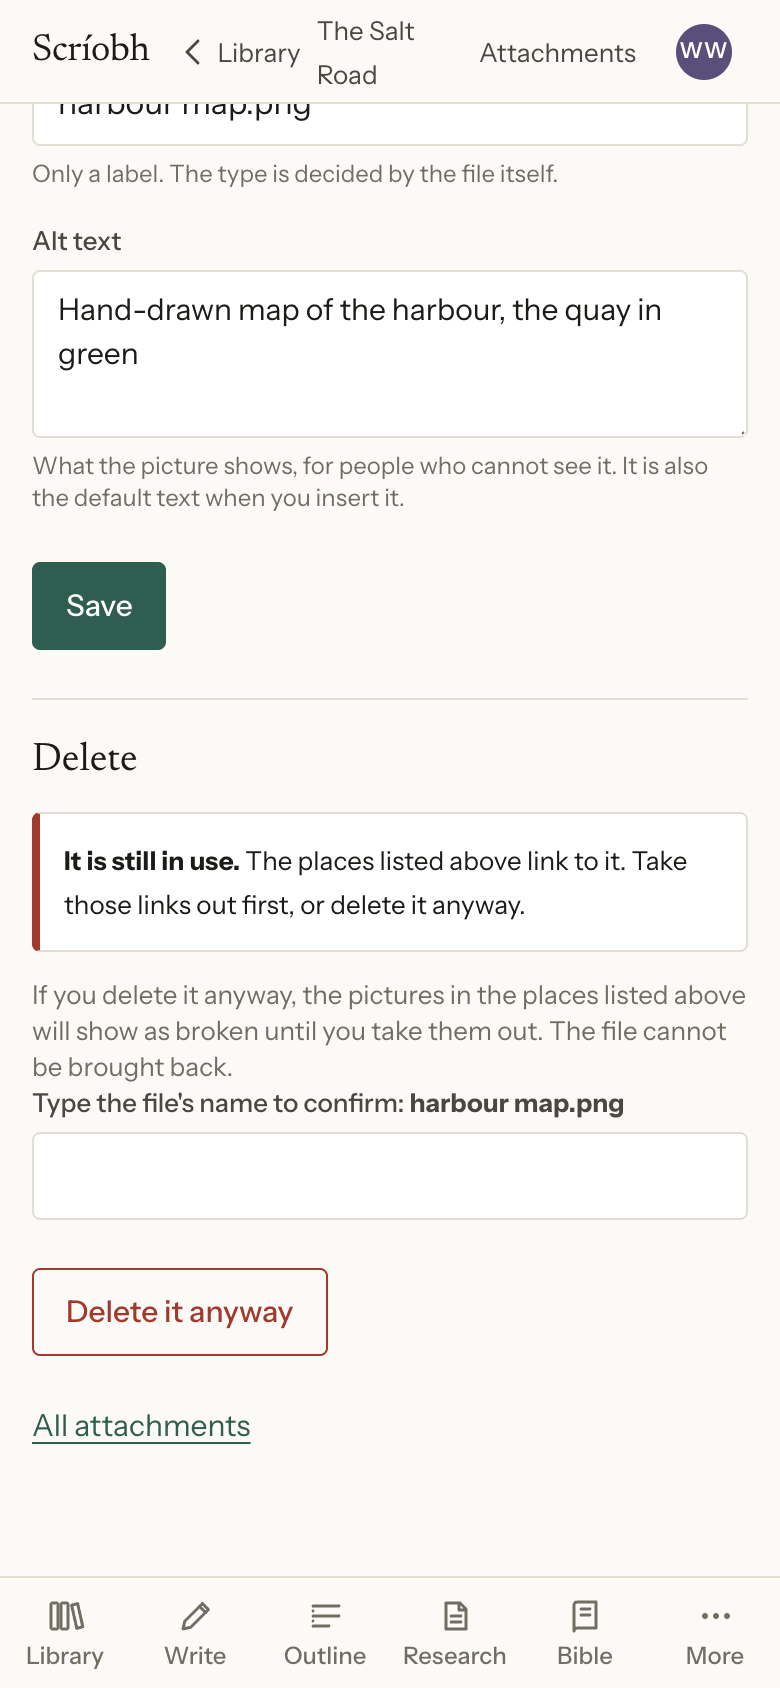 Scríobh
Library
The Salt
Road
Attachments
WW
harbour map.png
Only a label. The type is decided by the file itself.
Alt text
Hand-drawn map of the harbour, the quay in
green
What the picture shows, for people who cannot see it. It is also
the default text when you insert it.
Save
Delete
It is still in use. The places listed above link to it. Take
those links out first, or delete it anyway.
If you delete it anyway, the pictures in the places listed above
will show as broken until you take them out. The file cannot
be brought back.
Type the file's name to confirm: harbour map.png
Delete it anyway
All attachments
Library
Write
Outline
Research
Bible
More